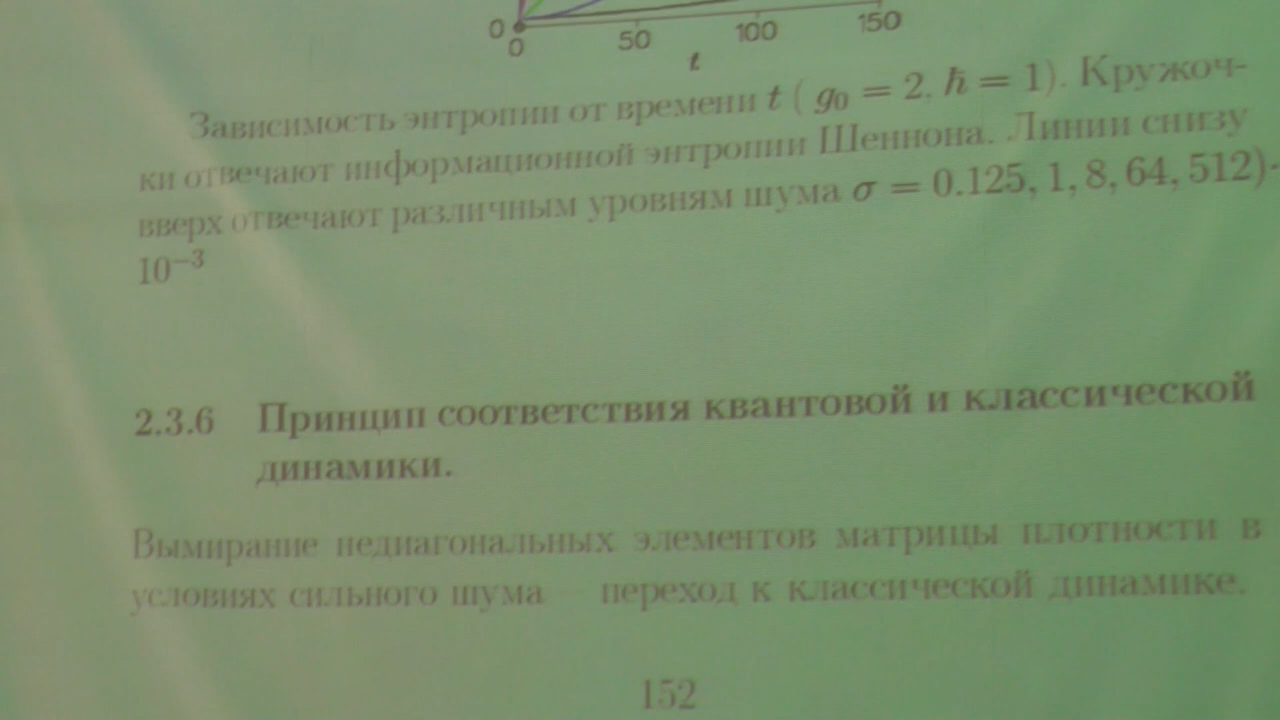 0
0 50 100 150
t
Зависимость энтропии от времени t ( g₀ = 2, ħ = 1). Кружоч-
ки отвечают информационной энтропии Шеннона. Линии снизу
вверх отвечают различным уровням шума σ = 0.125, 1, 8, 64, 512)·
10⁻³
2.3.6 Принцип соответствия квантовой и классической
динамики.
Вымирание недиагональных элементов матрицы плотности в
условиях сильного шума переход к классической динамике.
152